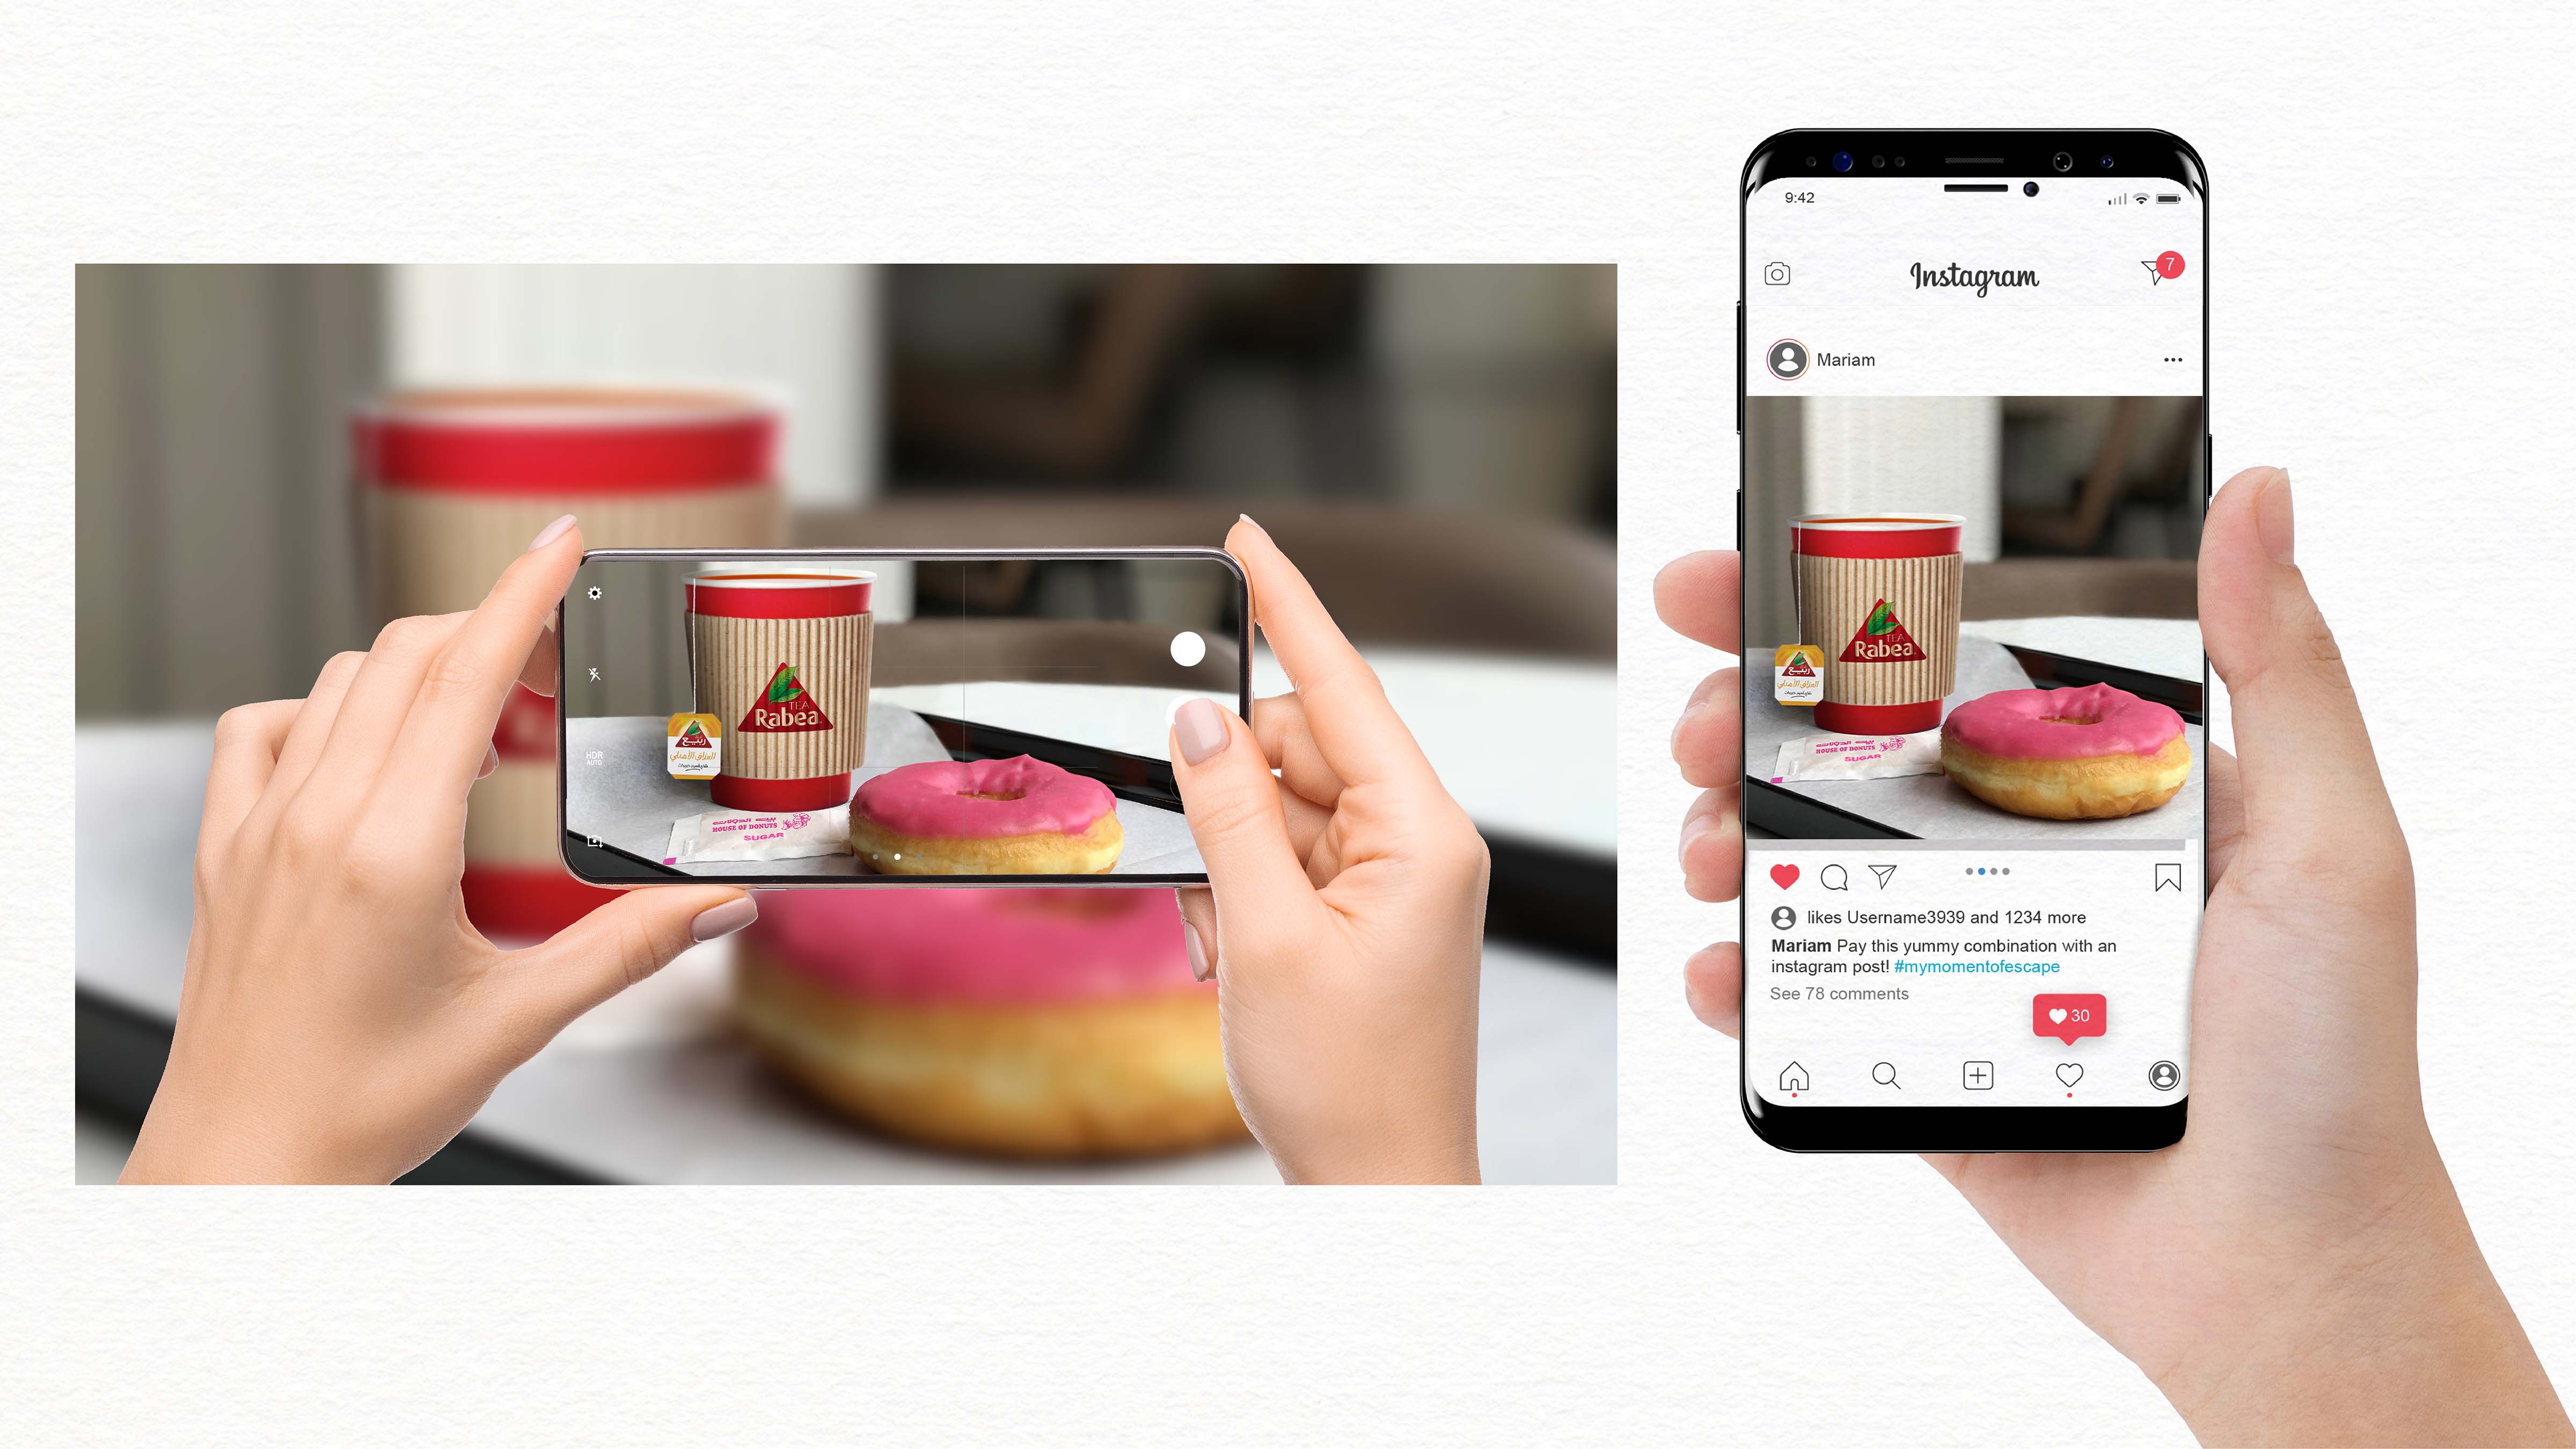 TEA
Rabea
ربيع
HDR
AUTO
HOUSE OF DONUTS
SUGAR
9:42
Instagram
7
Mariam
TEA
Rabea
ربيع
HOUSE OF DONUTS
SUGAR
likes Username3939 and 1234 more
Mariam Pay this yummy combination with an
instagram post! #mymomentofescape
See 78 comments
30